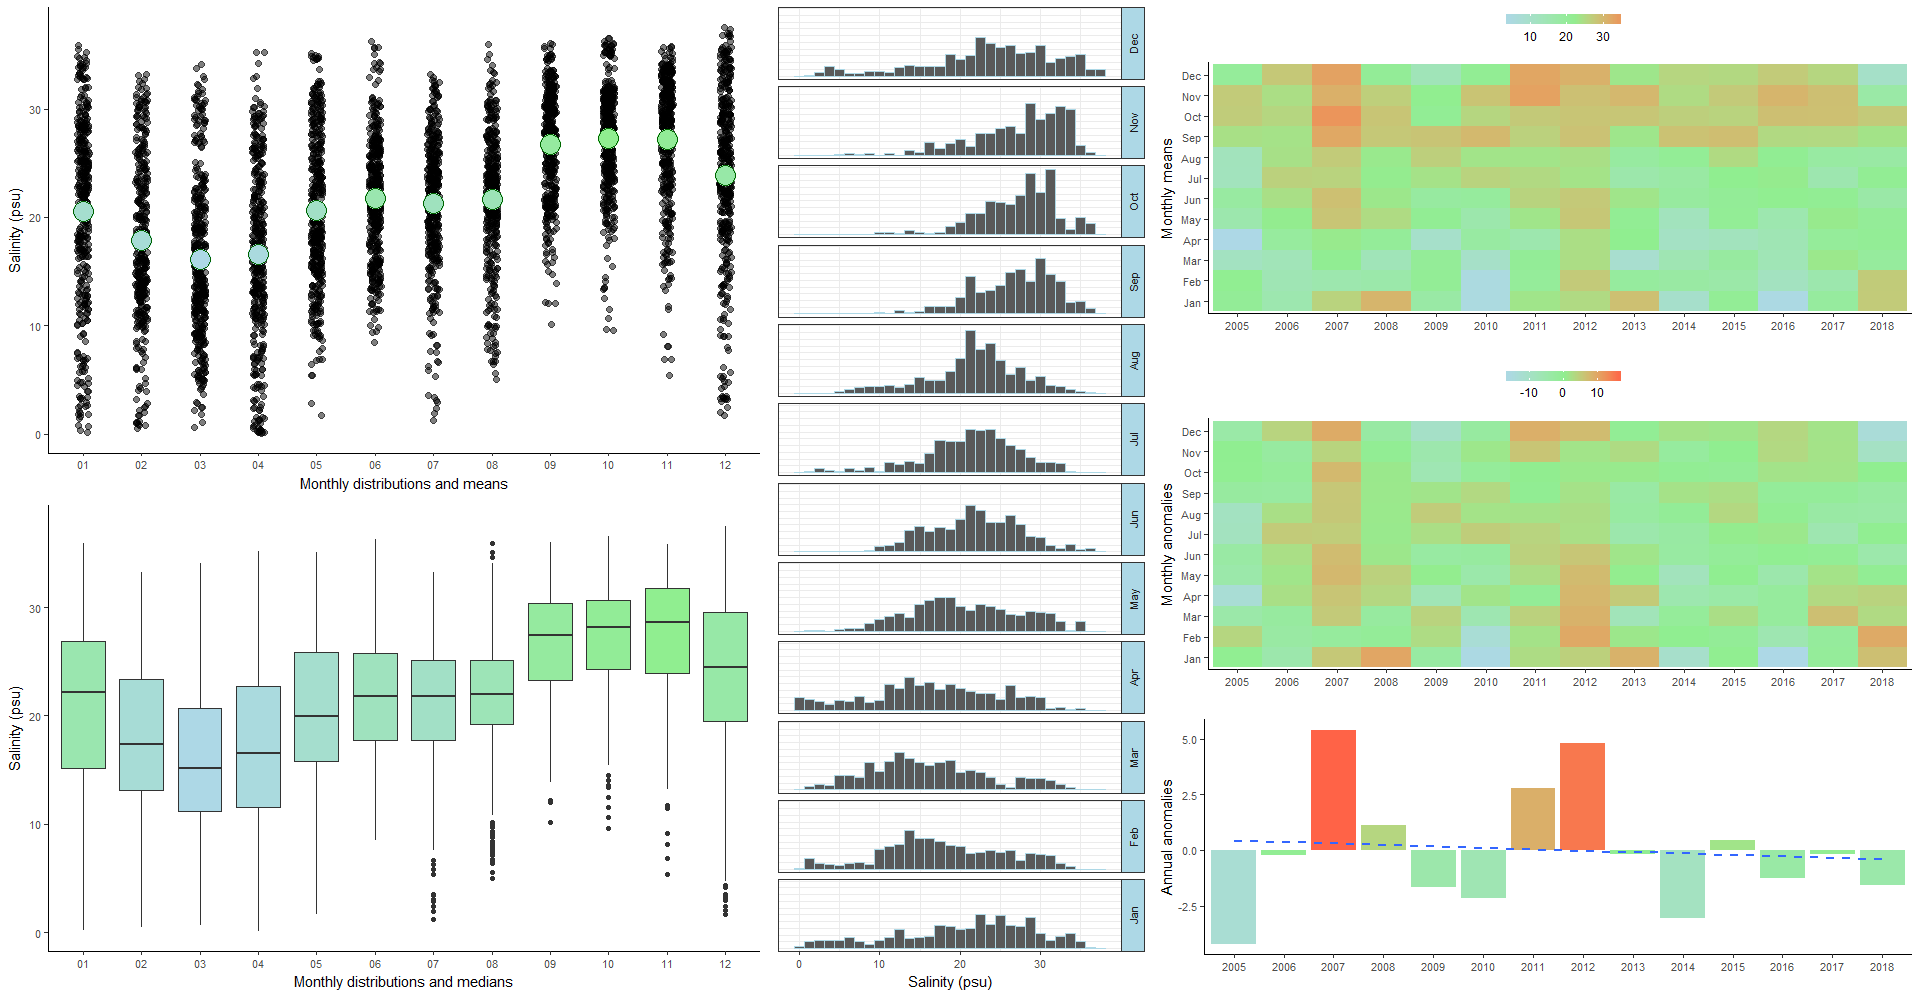 30
20
10
0
Salinity (psu)
01 02 03 04 05 06 07 08 09 10 11 12
Monthly distributions and means
30
20
10
0
Salinity (psu)
01 02 03 04 05 06 07 08 09 10 11 12
Monthly distributions and medians
Dec
Nov
Oct
Sep
Aug
Jul
Jun
May
Apr
Mar
Feb
Jan
0 10 20 30
Salinity (psu)
10 20 30
Monthly means
Dec
Nov
Oct
Sep
Aug
Jul
Jun
May
Apr
Mar
Feb
Jan
2005 2006 2007 2008 2009 2010 2011 2012 2013 2014 2015 2016 2017 2018
-10 0 10
Monthly anomalies
Dec
Nov
Oct
Sep
Aug
Jul
Jun
May
Apr
Mar
Feb
Jan
2005 2006 2007 2008 2009 2010 2011 2012 2013 2014 2015 2016 2017 2018
Annual anomalies
5.0
2.5
0.0
-2.5
2005 2006 2007 2008 2009 2010 2011 2012 2013 2014 2015 2016 2017 2018